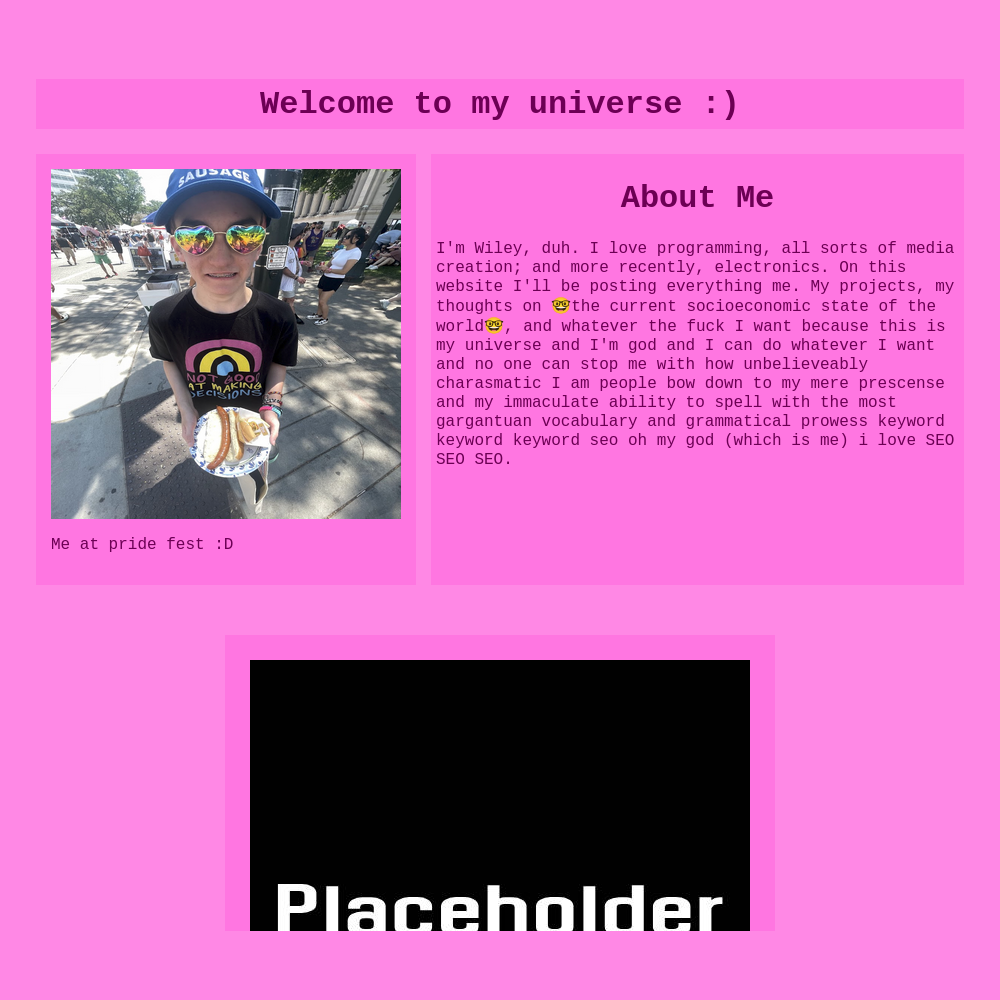 Welcome to my universe :)
SAUSAGE
NOT GOOD
AT MAKING
DECISIONS
Me at pride fest :D
About Me
I'm Wiley, duh. I love programming, all sorts of media
creation; and more recently, electronics. On this
website I'll be posting everything me. My projects, my
thoughts on 🤓the current socioeconomic state of the
world🤓, and whatever the fuck I want because this is
my universe and I'm god and I can do whatever I want
and no one can stop me with how unbelieveably
charasmatic I am people bow down to my mere prescense
and my immaculate ability to spell with the most
gargantuan vocabulary and grammatical prowess keyword
keyword keyword seo oh my god (which is me) i love SEO
SEO SEO.
Placeholder